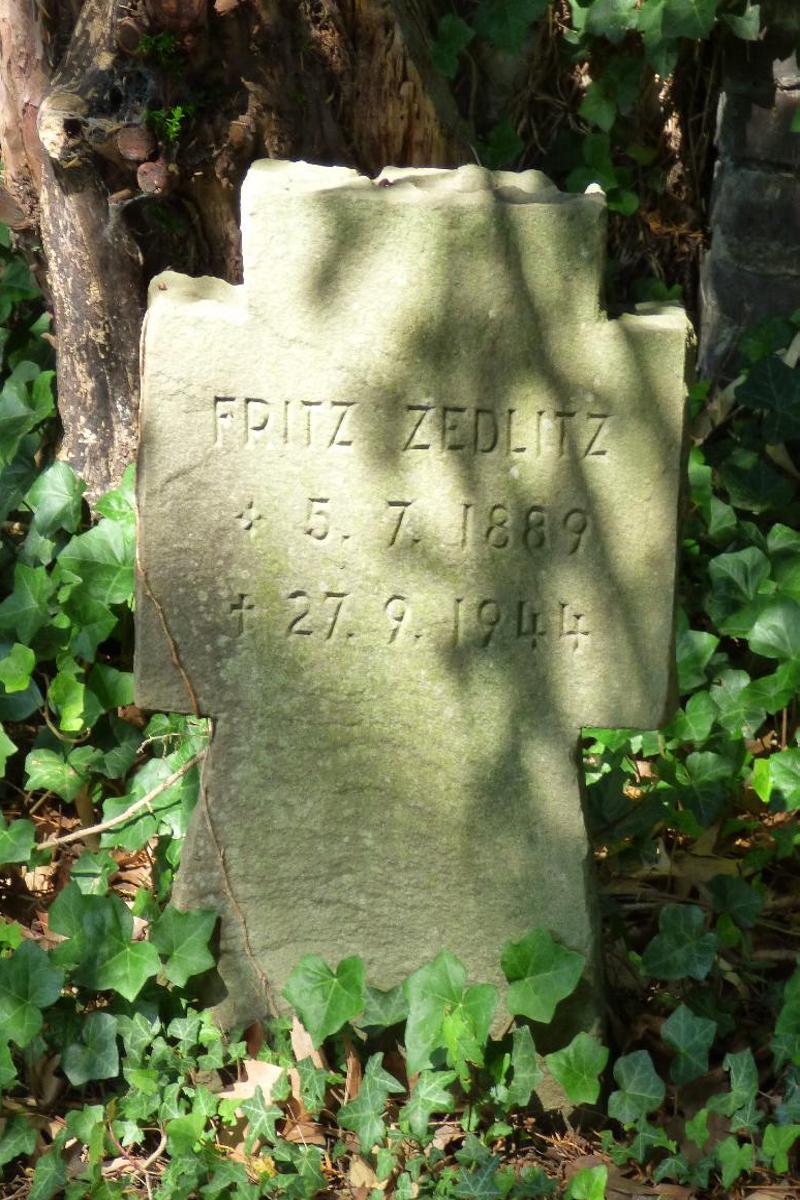 FRITZ ZEDLITZ
✧ 5. 7. 1889
† 27. 9. 1944